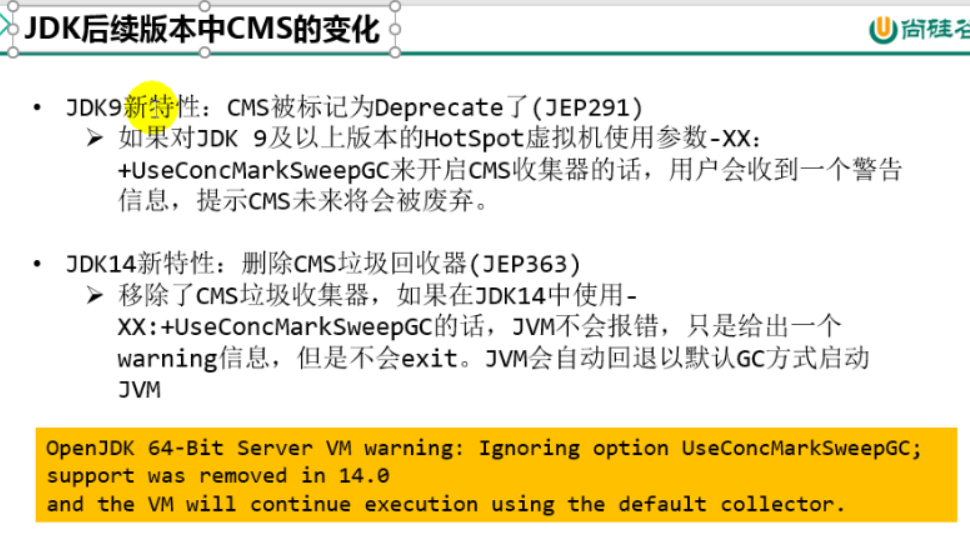 JDK后续版本中CMS的变化
尚硅谷
• JDK9新特性：CMS被标记为Deprecate了(JEP291)
➢ 如果对JDK 9及以上版本的HotSpot虚拟机使用参数-XX:
+UseConcMarkSweepGC来开启CMS收集器的话，用户会收到一个警告
信息，提示CMS未来将会被废弃。
• JDK14新特性：删除CMS垃圾回收器(JEP363)
➢ 移除了CMS垃圾收集器，如果在JDK14中使用-
XX:+UseConcMarkSweepGC的话，JVM不会报错，只是给出一个
warning信息，但是不会exit。JVM会自动回退以默认GC方式启动
JVM
OpenJDK 64-Bit Server VM warning: Ignoring option UseConcMarkSweepGC;
support was removed in 14.0
and the VM will continue execution using the default collector.